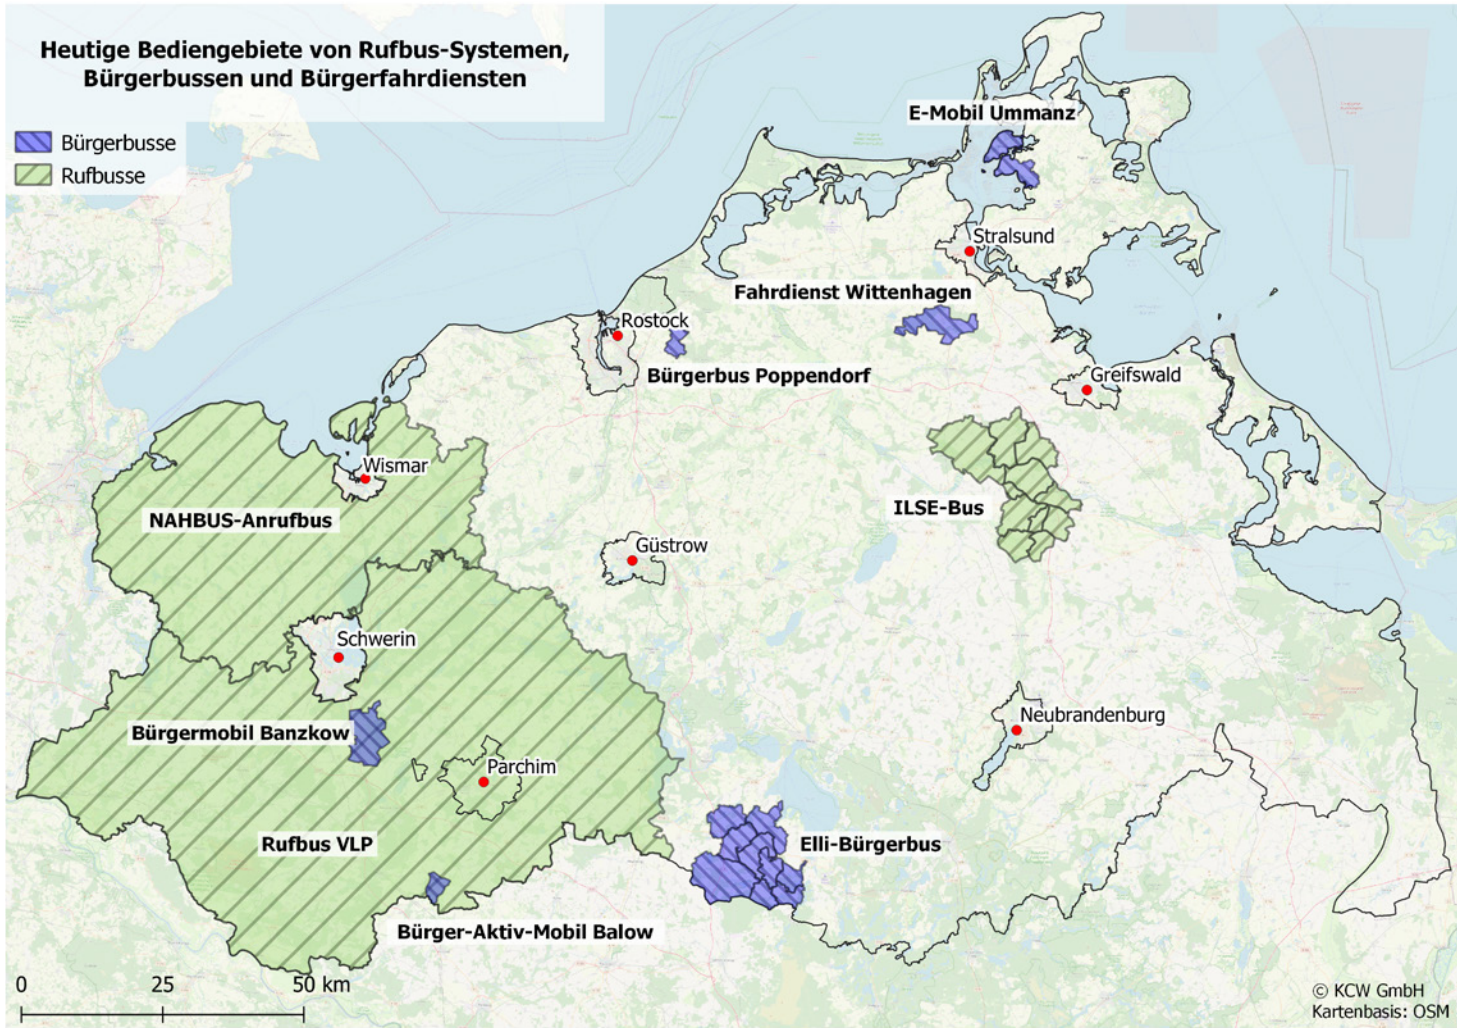 Heutige Bediengebiete von Rufbus-Systemen,
Bürgerbussen und Bürgerfahrdiensten
Bürgerbusse
Rufbusse
E-Mobil Ummanz
Stralsund
Fahrdienst Wittenhagen
Rostock
Bürgerbus Poppendorf
Greifswald
Wismar
NAHBUS-Anrufbus
ILSE-Bus
Güstrow
Schwerin
Bürgermobil Banzkow
Neubrandenburg
Parchim
Rufbus VLP
Elli-Bürgerbus
Bürger-Aktiv-Mobil Balow
0 25 50 km
© KCW GmbH
Kartenbasis: OSM